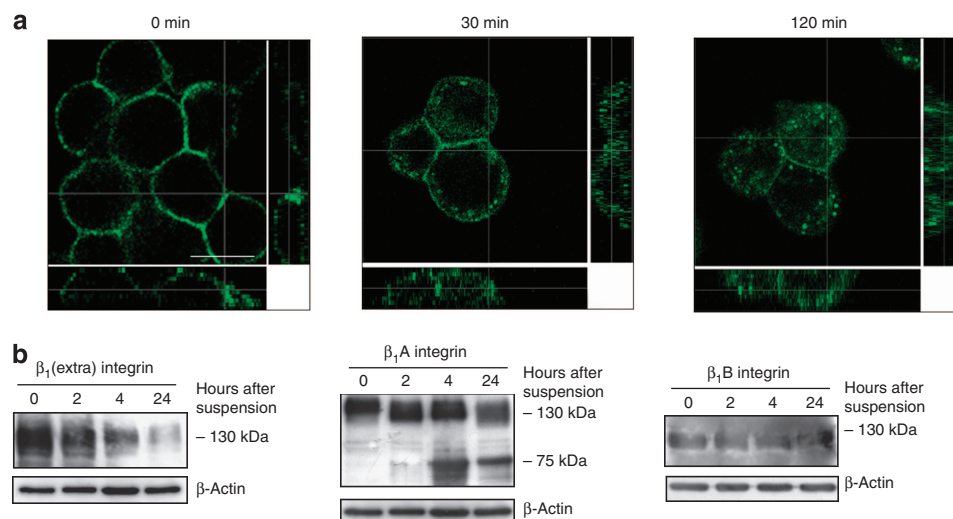 a
0 min 30 min 120 min
b
β₁(extra) integrin
0 2 4 24
Hours after
suspension
– 130 kDa
β-Actin
β₁A integrin
0 2 4 24
Hours after
suspension
– 130 kDa
– 75 kDa
β-Actin
β₁B integrin
0 2 4 24
Hours after
suspension
– 130 kDa
β-Actin